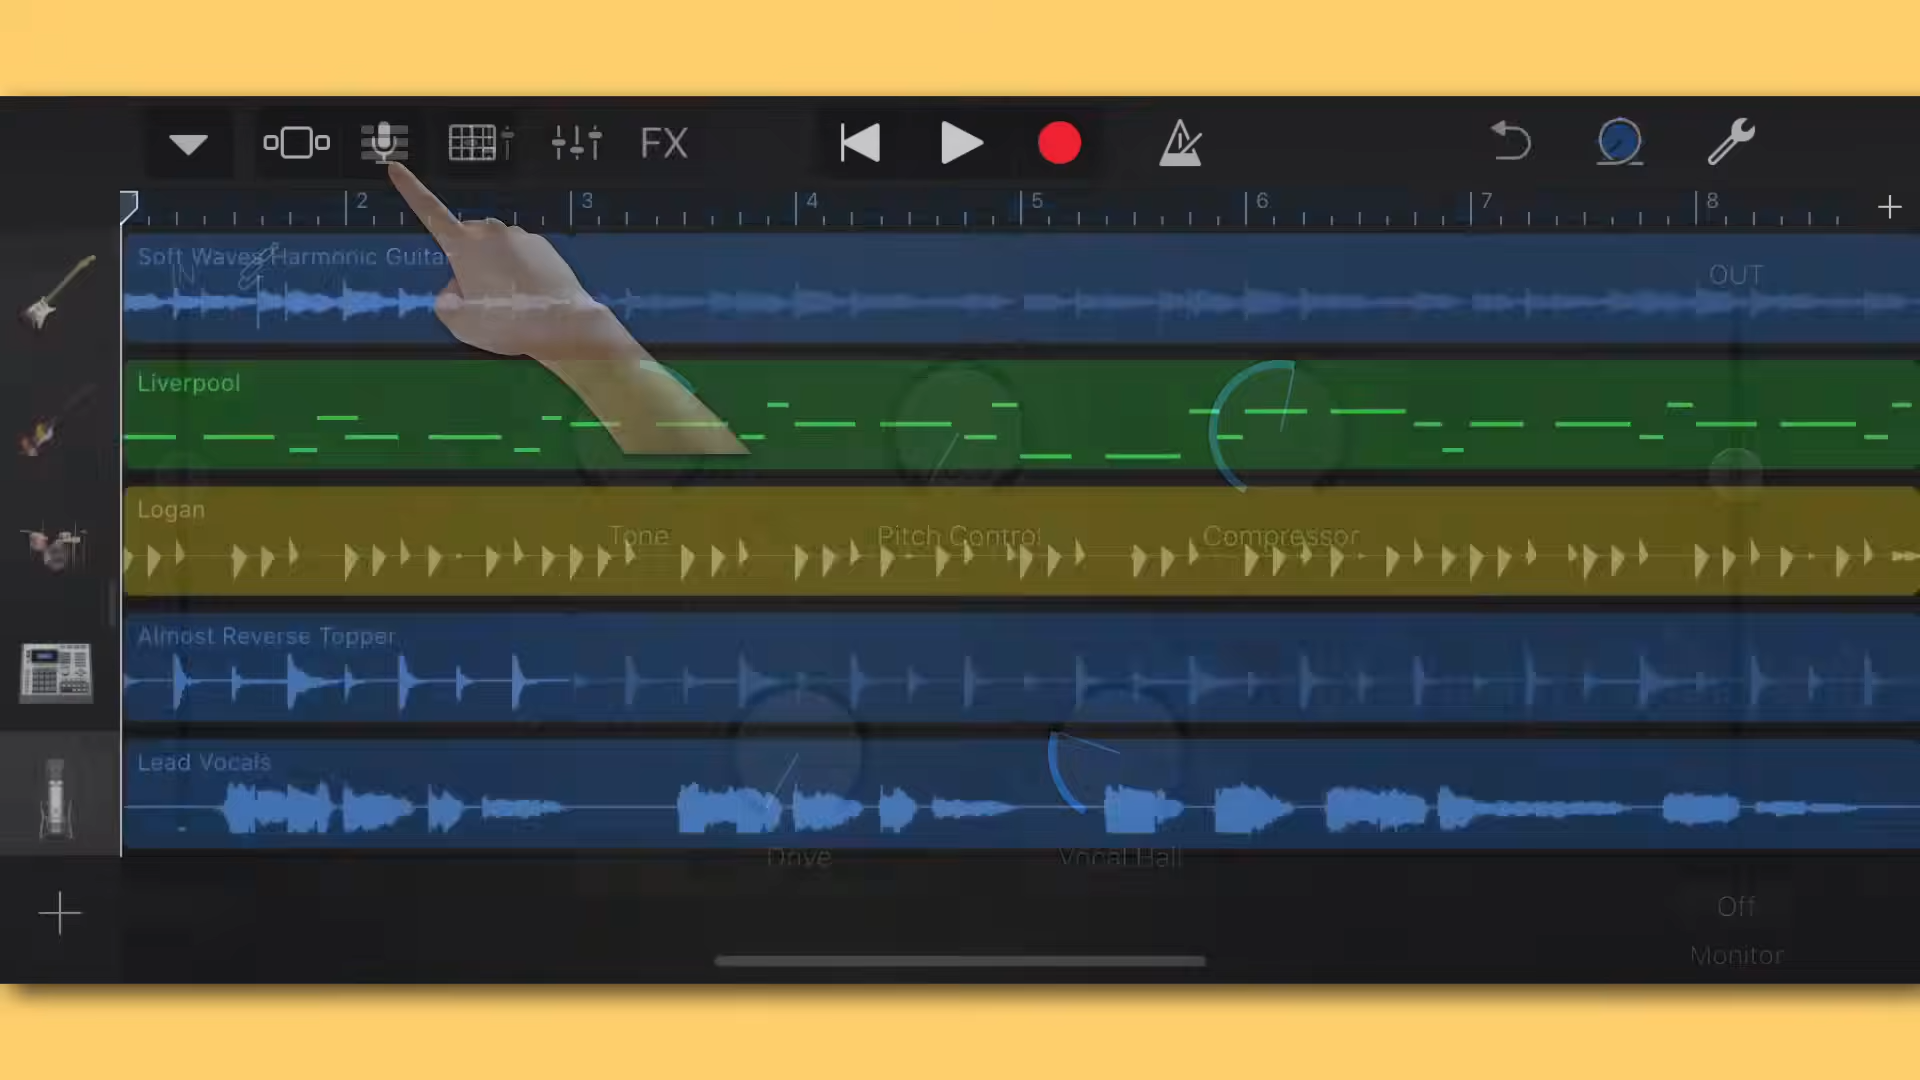 FX
2
3
4
5
6
7
8
Soft Waves Harmonic Guitar
IN
OUT
Liverpool
Logan
Tone
Pitch Control
Compressor
Almost Reverse Topper
Lead Vocals
Drive
Vocal Hall
Off
Monitor